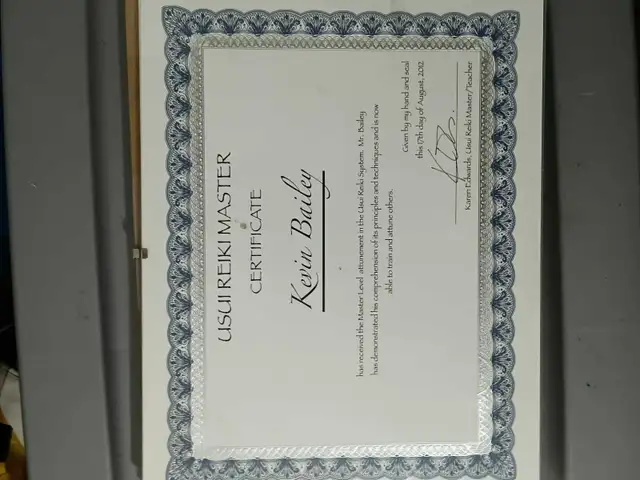 USUI REIKI MASTER
CERTIFICATE
Kevin Bailey
has received the Master Level attunement in the Usui Reiki System. Mr. Bailey
has demonstrated his comprehension of its principles and techniques and is now
able to train and attune others.
Given by my hand and seal
this 17th day of August, 2012
Karen Edwards, Usui Reiki Master/Teacher